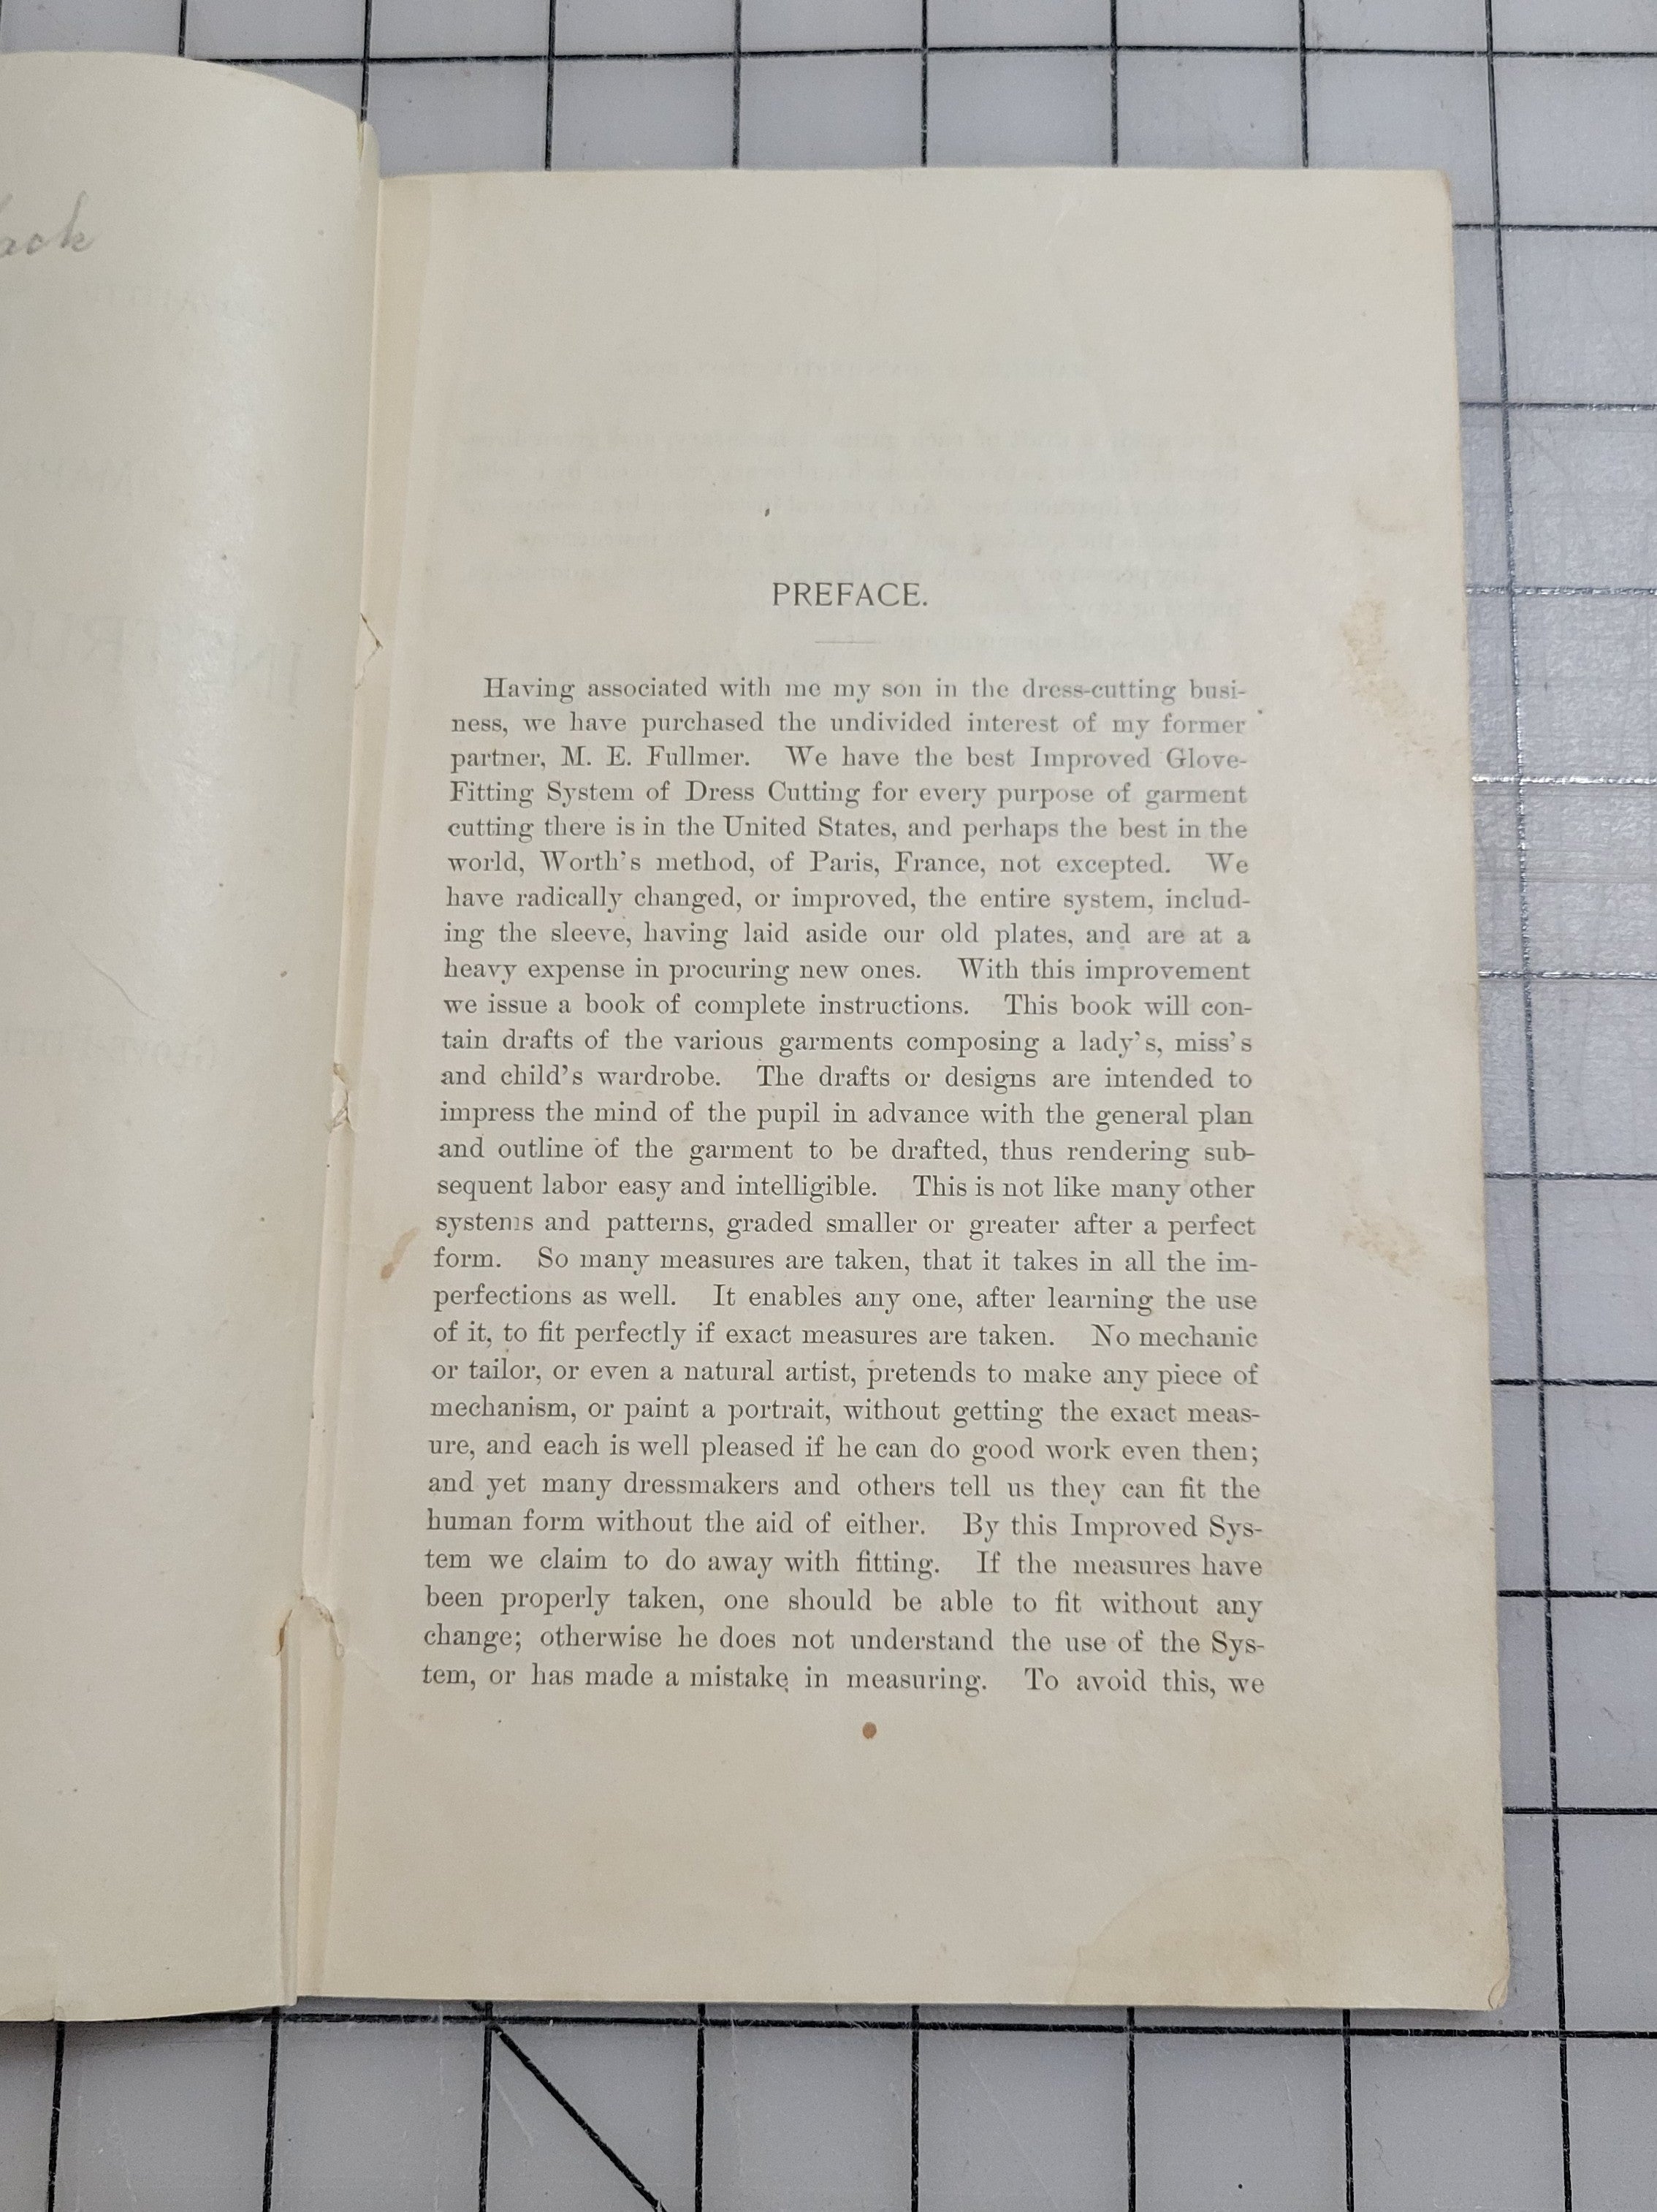 ack
PREFACE.
Having associated with me my son in the dress-cutting busi-
ness, we have purchased the undivided interest of my former
partner, M. E. Fullmer. We have the best Improved Glove-
Fitting System of Dress Cutting for every purpose of garment
cutting there is in the United States, and perhaps the best in the
world, Worth's method, of Paris, France, not excepted. We
have radically changed, or improved, the entire system, includ-
ing the sleeve, having laid aside our old plates, and are at a
heavy expense in procuring new ones. With this improvement
we issue a book of complete instructions. This book will con-
tain drafts of the various garments composing a lady's, miss's
and child's wardrobe. The drafts or designs are intended to
impress the mind of the pupil in advance with the general plan
and outline of the garment to be drafted, thus rendering sub-
sequent labor easy and intelligible. This is not like many other
systems and patterns, graded smaller or greater after a perfect
form. So many measures are taken, that it takes in all the im-
perfections as well. It enables any one, after learning the use
of it, to fit perfectly if exact measures are taken. No mechanic
or tailor, or even a natural artist, pretends to make any piece of
mechanism, or paint a portrait, without getting the exact meas-
ure, and each is well pleased if he can do good work even then;
and yet many dressmakers and others tell us they can fit the
human form without the aid of either. By this Improved Sys-
tem we claim to do away with fitting. If the measures have
been properly taken, one should be able to fit without any
change; otherwise he does not understand the use of the Sys-
tem, or has made a mistake in measuring. To avoid this, we